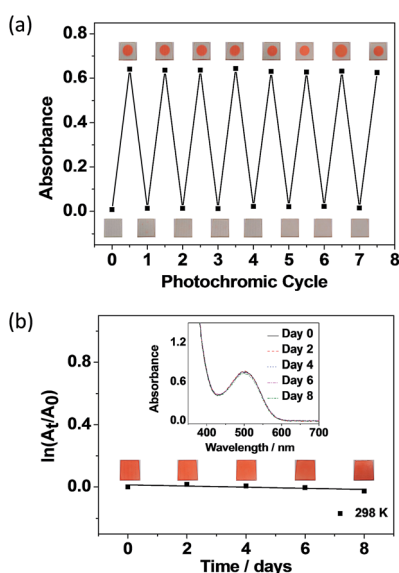 (a)
0.8
0.6
0.4
0.2
0.0
Absorbance
0 1 2 3 4 5 6 7 8
Photochromic Cycle
(b)
1.2
0.8
0.4
0.0
ln(At/A0)
1.2
0.6
0.0
Absorbance
Day 0
Day 2
Day 4
Day 6
Day 8
400 500 600 700
Wavelength / nm
298 K
0 2 4 6 8
Time / days